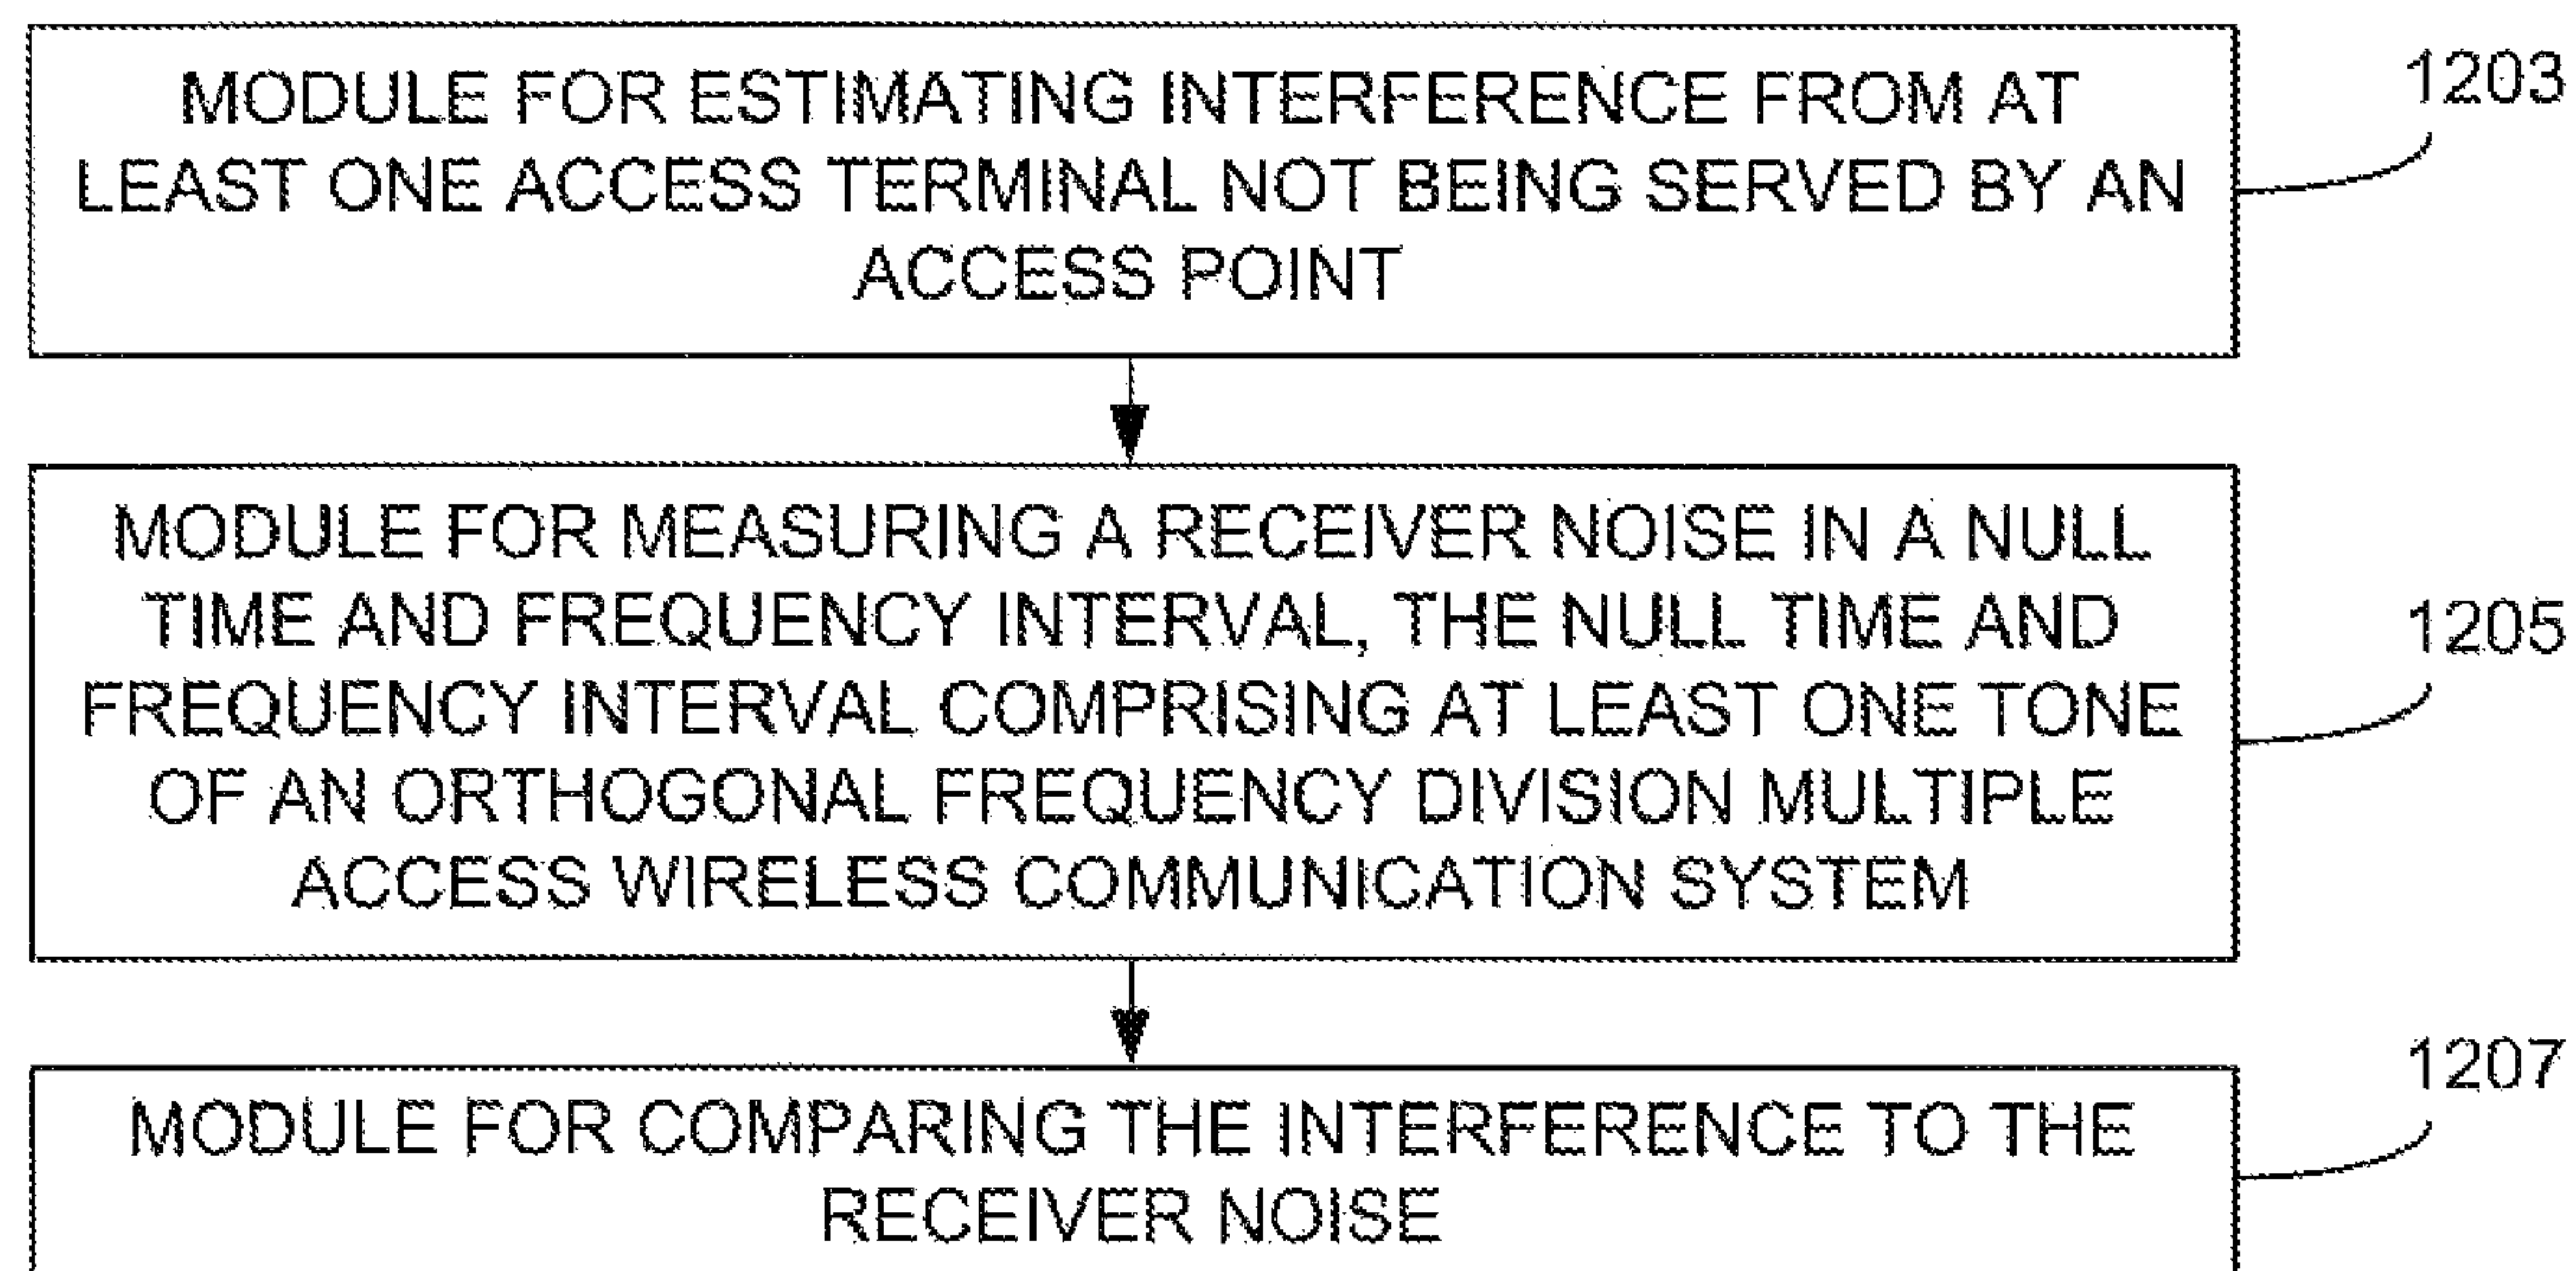 MODULE FOR ESTIMATING INTERFERENCE FROM AT
LEAST ONE ACCESS TERMINAL NOT BEING SERVED BY AN
ACCESS POINT
1203
MODULE FOR MEASURING A RECEIVER NOISE IN A NULL
TIME AND FREQUENCY INTERVAL, THE NULL TIME AND
FREQUENCY INTERVAL COMPRISING AT LEAST ONE TONE
OF AN ORTHOGONAL FREQUENCY DIVISION MULTIPLE
ACCESS WIRELESS COMMUNICATION SYSTEM
1205
MODULE FOR COMPARING THE INTERFERENCE TO THE
RECEIVER NOISE
1207